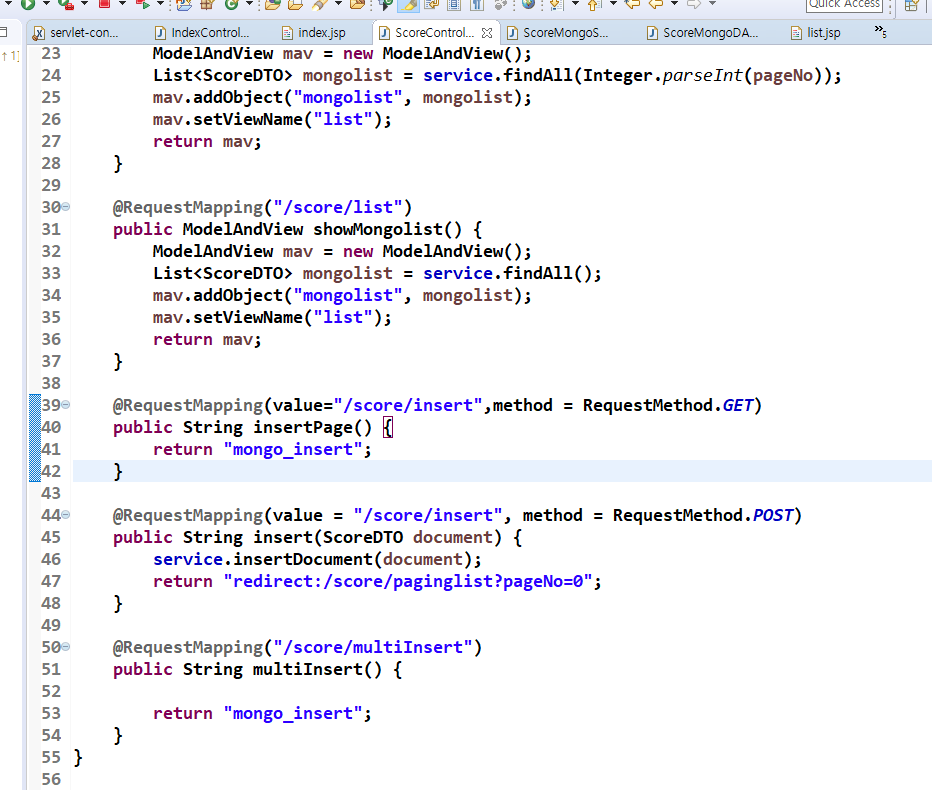 Quick Access
servlet-con...
IndexControl...
index.jsp
ScoreControl...
ScoreMongoS...
ScoreMongoDA...
list.jsp
»5
23 ModelAndView mav = new ModelAndView();
24 List<ScoreDTO> mongolist = service.findAll(Integer.parseInt(pageNo));
25 mav.addObject("mongolist", mongolist);
26 mav.setViewName("list");
27 return mav;
28 }
29
30 @RequestMapping("/score/list")
31 public ModelAndView showMongolist() {
32 ModelAndView mav = new ModelAndView();
33 List<ScoreDTO> mongolist = service.findAll();
34 mav.addObject("mongolist", mongolist);
35 mav.setViewName("list");
36 return mav;
37 }
38
39 @RequestMapping(value="/score/insert",method = RequestMethod.GET)
40 public String insertPage() {
41 return "mongo_insert";
42 }
43
44 @RequestMapping(value = "/score/insert", method = RequestMethod.POST)
45 public String insert(ScoreDTO document) {
46 service.insertDocument(document);
47 return "redirect:/score/paginglist?pageNo=0";
48 }
49
50 @RequestMapping("/score/multiInsert")
51 public String multiInsert() {
52
53 return "mongo_insert";
54 }
55 }
56